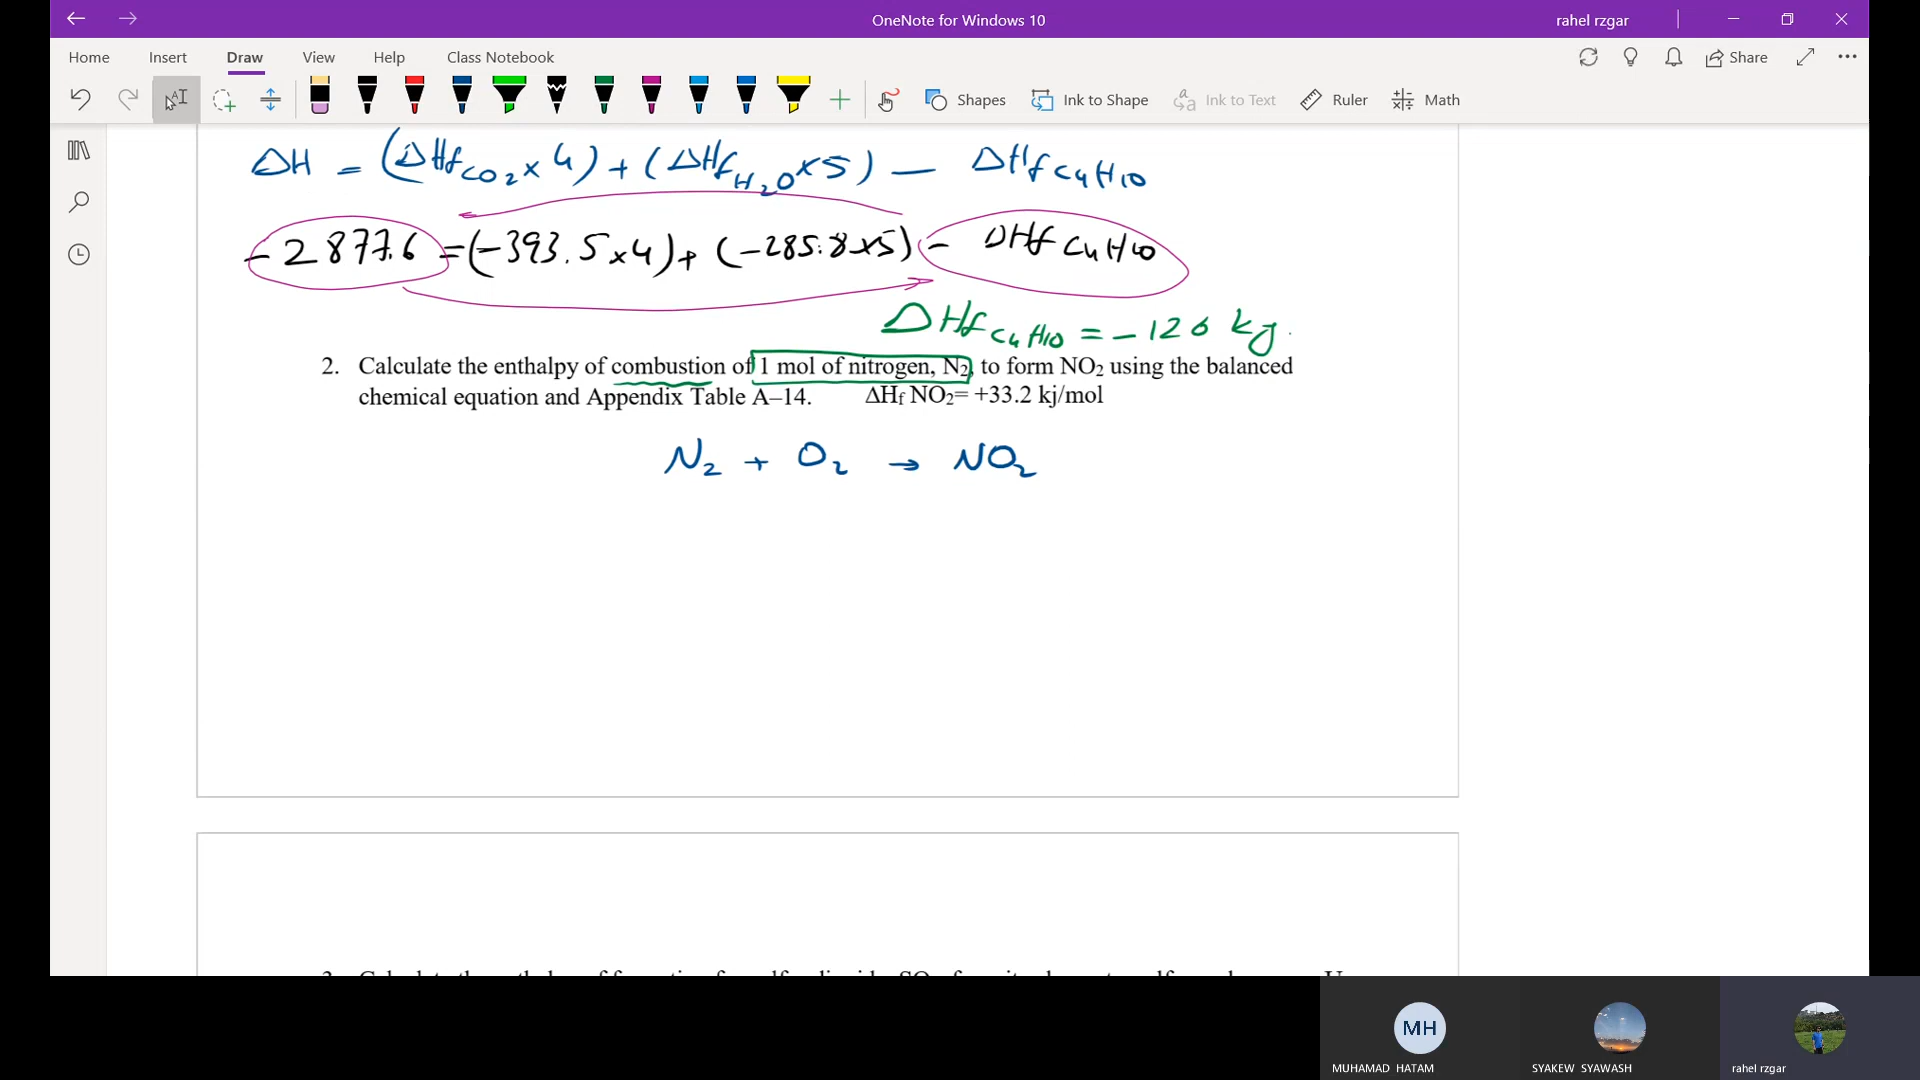 OneNote for Windows 10
rahel rzgar
Home Insert Draw View Help Class Notebook
Share
Shapes Ink to Shape Ink to Text Ruler Math
ΔH = (ΔHf CO₂ × 4) + (ΔHf H₂O × 5) — ΔHf C4H10
-2877.6 = (-393.5×4) + (-285.8×5) - ΔHf C4H10
ΔHf C4H10 = -126 kg.
2. Calculate the enthalpy of combustion of 1 mol of nitrogen, N₂, to form NO₂ using the balanced
chemical equation and Appendix Table A–14. ΔHf NO₂= +33.2 kj/mol
N₂ + O₂ → NO₂
MH
MUHAMAD HATAM
SYAKEW SYAWASH
rahel rzgar